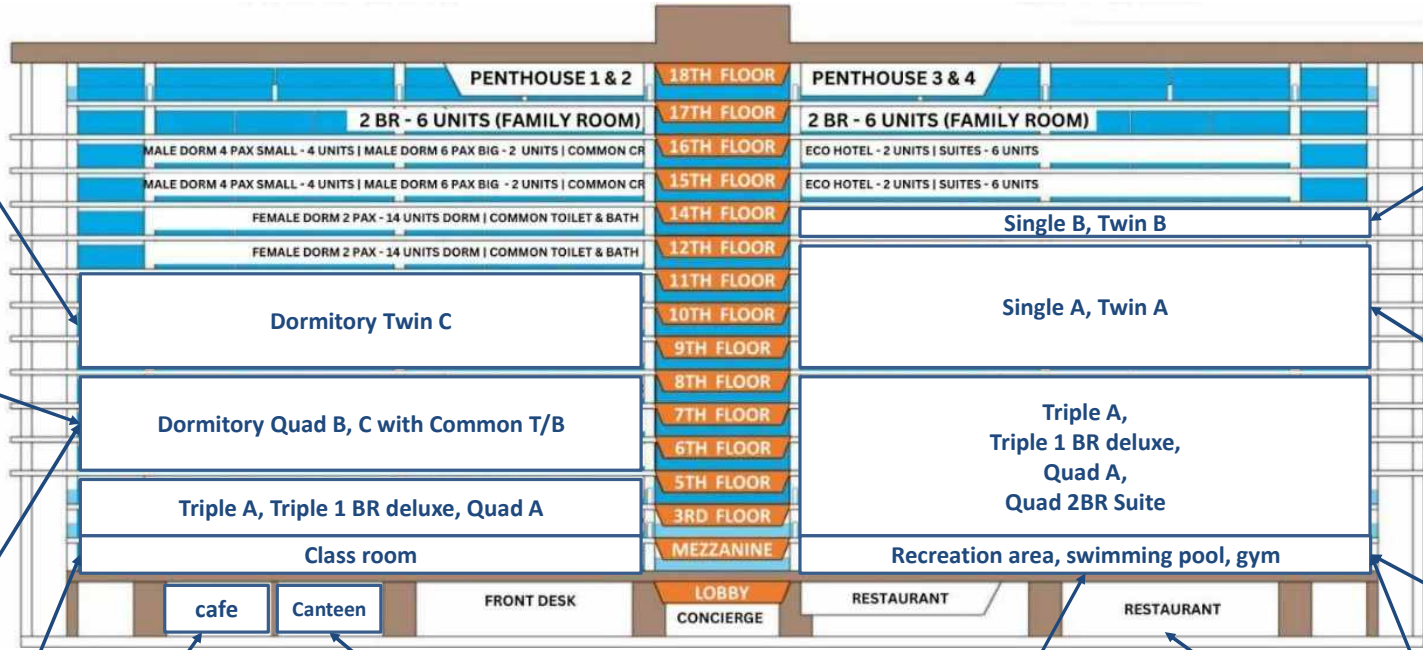 PENTHOUSE 1 & 2
18TH FLOOR
PENTHOUSE 3 & 4
2 BR - 6 UNITS (FAMILY ROOM)
17TH FLOOR
2 BR - 6 UNITS (FAMILY ROOM)
MALE DORM 4 PAX SMALL - 4 UNITS | MALE DORM 6 PAX BIG - 2 UNITS | COMMON CR
16TH FLOOR
ECO HOTEL - 2 UNITS | SUITES - 6 UNITS
MALE DORM 4 PAX SMALL - 4 UNITS | MALE DORM 6 PAX BIG - 2 UNITS | COMMON CR
15TH FLOOR
ECO HOTEL - 2 UNITS | SUITES - 6 UNITS
FEMALE DORM 2 PAX - 14 UNITS DORM | COMMON TOILET & BATH
14TH FLOOR
Single B, Twin B
FEMALE DORM 2 PAX - 14 UNITS DORM | COMMON TOILET & BATH
12TH FLOOR
11TH FLOOR
Dormitory Twin C
10TH FLOOR
Single A, Twin A
9TH FLOOR
8TH FLOOR
Dormitory Quad B, C with Common T/B
7TH FLOOR
6TH FLOOR
Triple A,
Triple 1 BR deluxe,
Quad A,
Quad 2BR Suite
5TH FLOOR
Triple A, Triple 1 BR deluxe, Quad A
3RD FLOOR
Class room
MEZZANINE
Recreation area, swimming pool, gym
cafe
Canteen
FRONT DESK
LOBBY
CONCIERGE
RESTAURANT
RESTAURANT